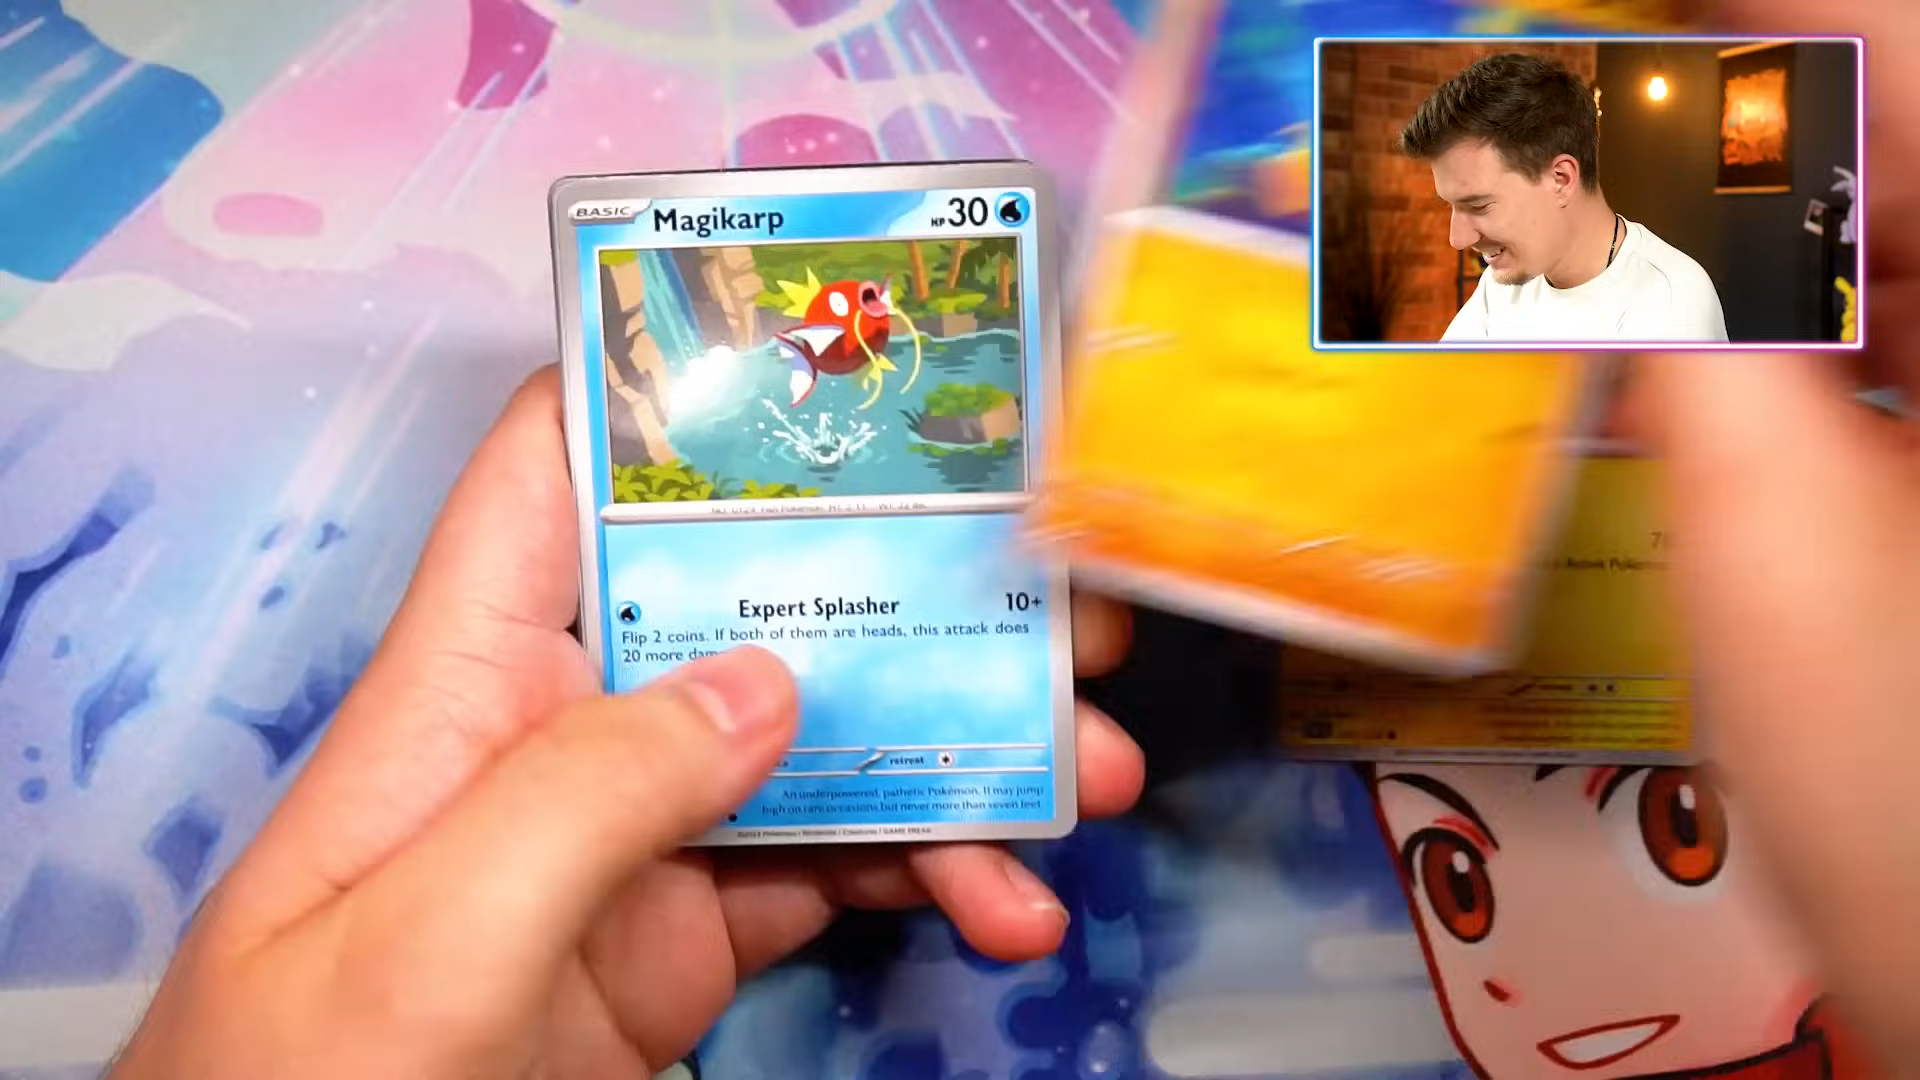 BASIC
Magikarp
HP 30
Expert Splasher 10+
Flip 2 coins. If both of them are heads, this attack does
20 more
retreat
An underpowered, pathetic Pokémon. It may jump
high on rare occasions but never more than seven feet.